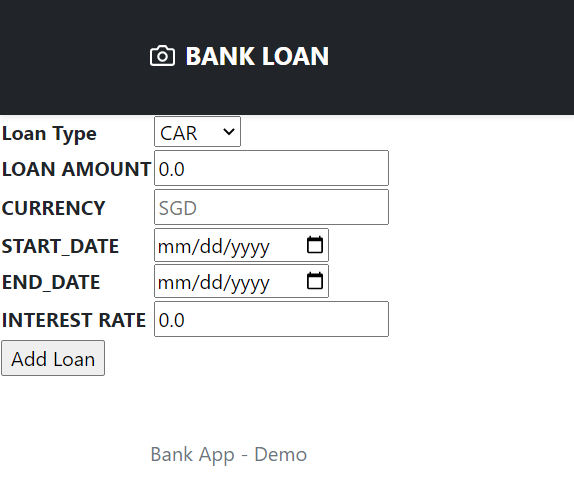 BANK LOAN
Loan Type CAR
LOAN AMOUNT 0.0
CURRENCY SGD
START_DATE mm/dd/yyyy
END_DATE mm/dd/yyyy
INTEREST RATE 0.0
Add Loan
Bank App - Demo